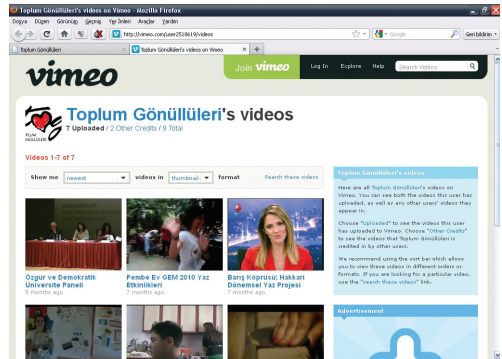 Toplum Gönüllüleri's videos on Vimeo - Mozilla Firefox
Dosya Düzen Görünüm Geçmiş Yer İmleri Araçlar Yardım
http://vimeo.com/user2510619/videos
Google
Geri bildirim
Toplum Gönüllüleri
Toplum Gönüllüleri's videos on Vimeo
vimeo
Join vimeo
Log In Explore Help Search Videos
Toplum Gönüllüleri's videos
7 Uploaded / 2 Other Credits / 9 Total
Videos 1-7 of 7
Show me newest videos in thumbnail format Search these videos
Özgür ve Demokratik Üniversite Paneli
5 months ago
Pembe Ev GEM 2010 Yaz Etkinlikleri
7 months ago
Barış Köprüsü: Hakkari Dönemsel Yaz Projesi
7 months ago
Toplum Gönüllüleri's videos
Here are all Toplum Gönüllüleri's videos on
Vimeo. You can see both the videos this user has
uploaded, as well as any other users' videos they
appear in.
Choose "Uploaded" to see the videos this user
has uploaded to Vimeo. Choose "Other Credits"
to see the videos that Toplum Gönüllüleri is
credited in by other users.
We recommend using the sort bar which allows
you to view these videos in different orders or
formats. If you are looking for a particular video,
use the "search these videos" link.
Advertisement